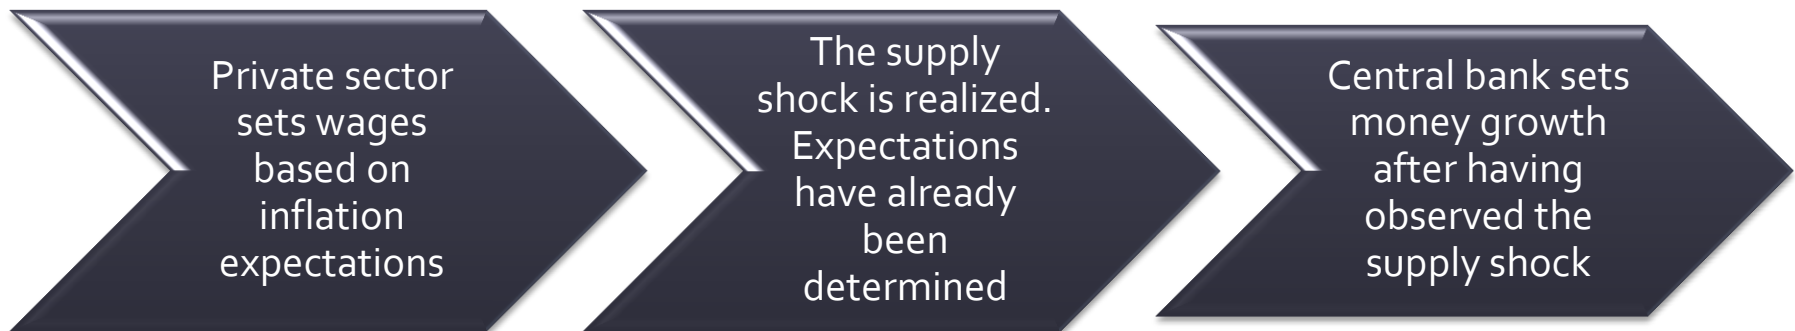 Private sector
sets wages
based on
inflation
expectations
The supply
shock is realized.
Expectations
have already
been
determined
Central bank sets
money growth
after having
observed the
supply shock